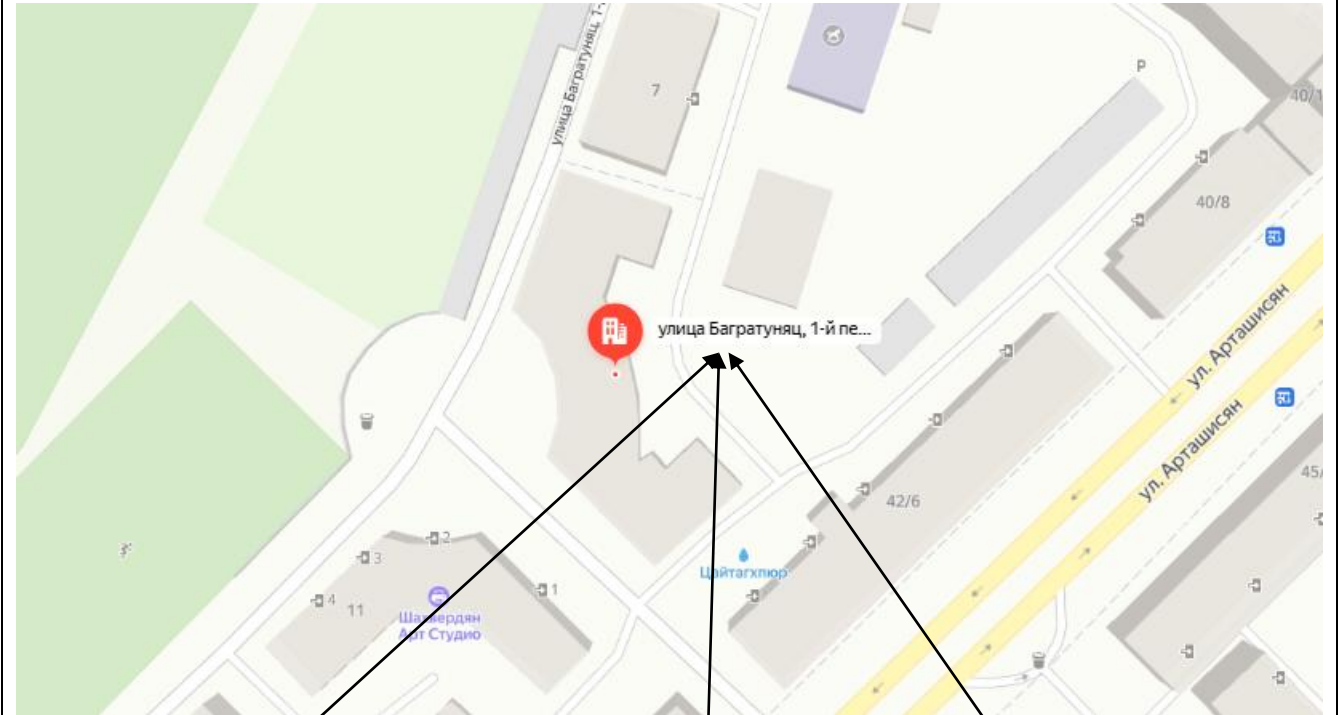 улица Багратуняц, 1-
7
P
40/1
40/8
улица Багратуняц, 1-й пе...
ул. Арташисян
ул. Арташисян
45/
42/6
Цайтагхпюр
2
3
1
4
11
Шахвердян
Арт Студио